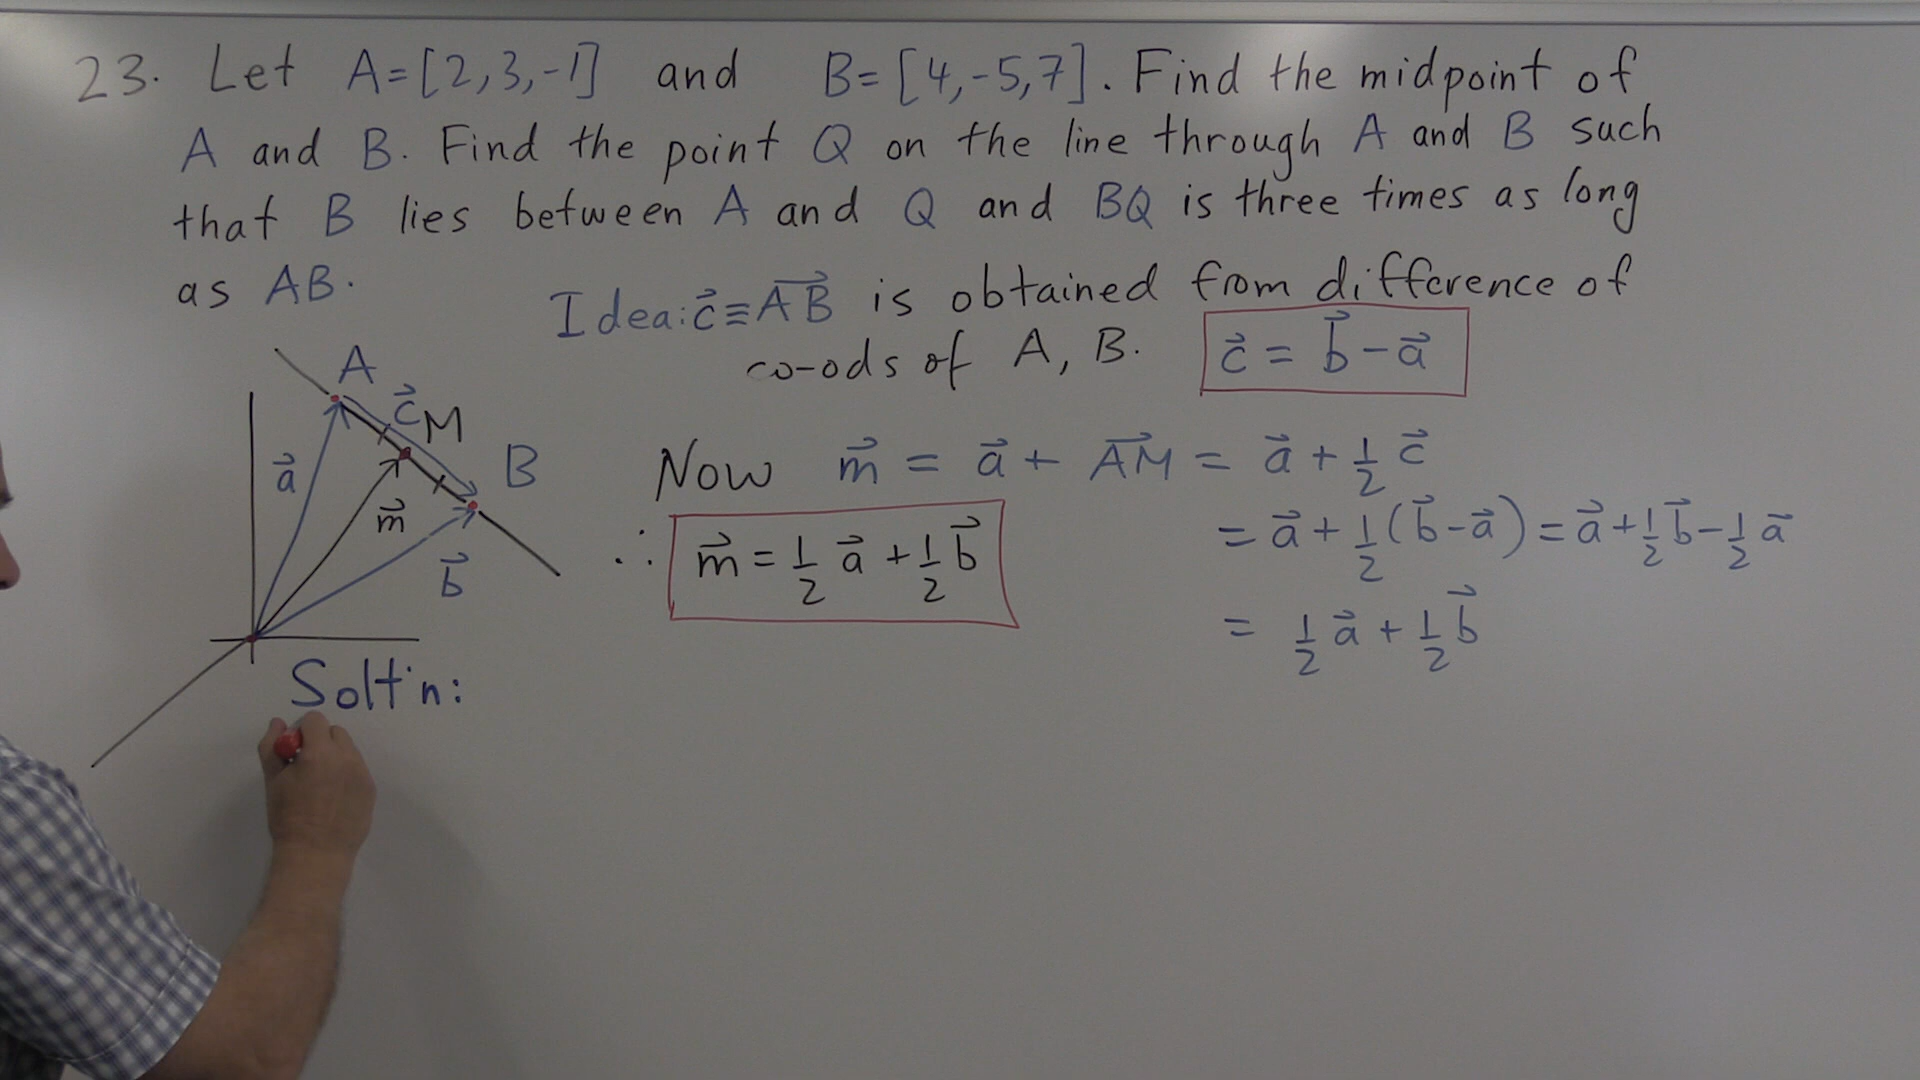 23. Let A=[2,3,-1] and B=[4,-5,7]. Find the midpoint of
A and B. Find the point Q on the line through A and B such
that B lies between A and Q and BQ is three times as long
as AB.
Idea: c⃗ ≡ A⃗B⃗ is obtained from difference of
co-ods of A, B.
c⃗ = b⃗ - a⃗
A
c⃗
M
B
a⃗
m⃗
b⃗
Now m⃗ = a⃗ + A⃗M⃗ = a⃗ + 1/2 c⃗
= a⃗ + 1/2 (b⃗ - a⃗) = a⃗ + 1/2 b⃗ - 1/2 a⃗
= 1/2 a⃗ + 1/2 b⃗
∴ m⃗ = 1/2 a⃗ + 1/2 b⃗
Solt'n: